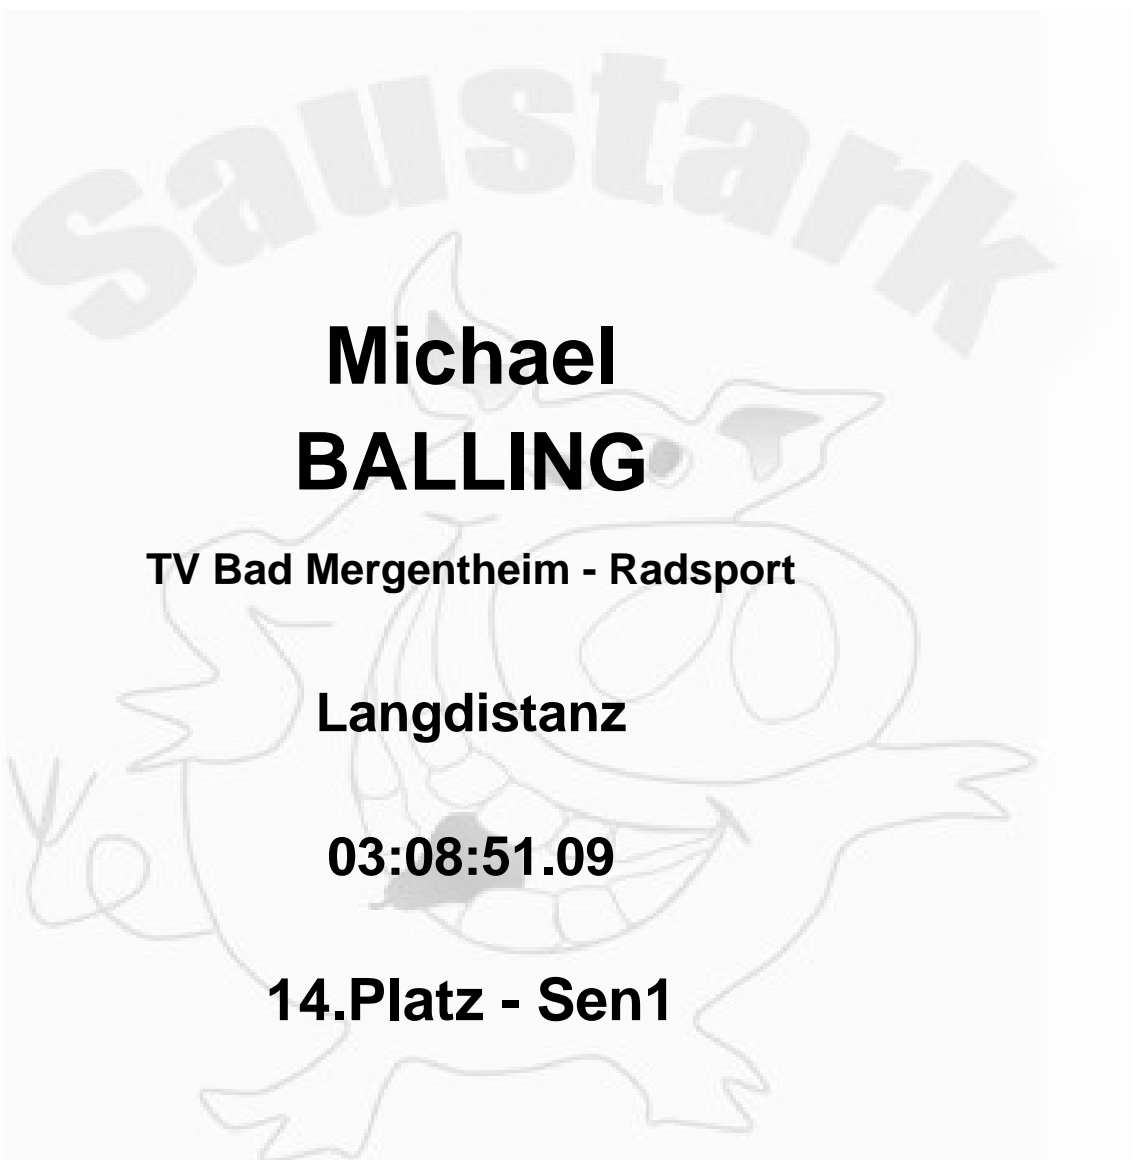 Saustark
Michael
BALLING
TV Bad Mergentheim - Radsport
Langdistanz
03:08:51.09
14.Platz - Sen1